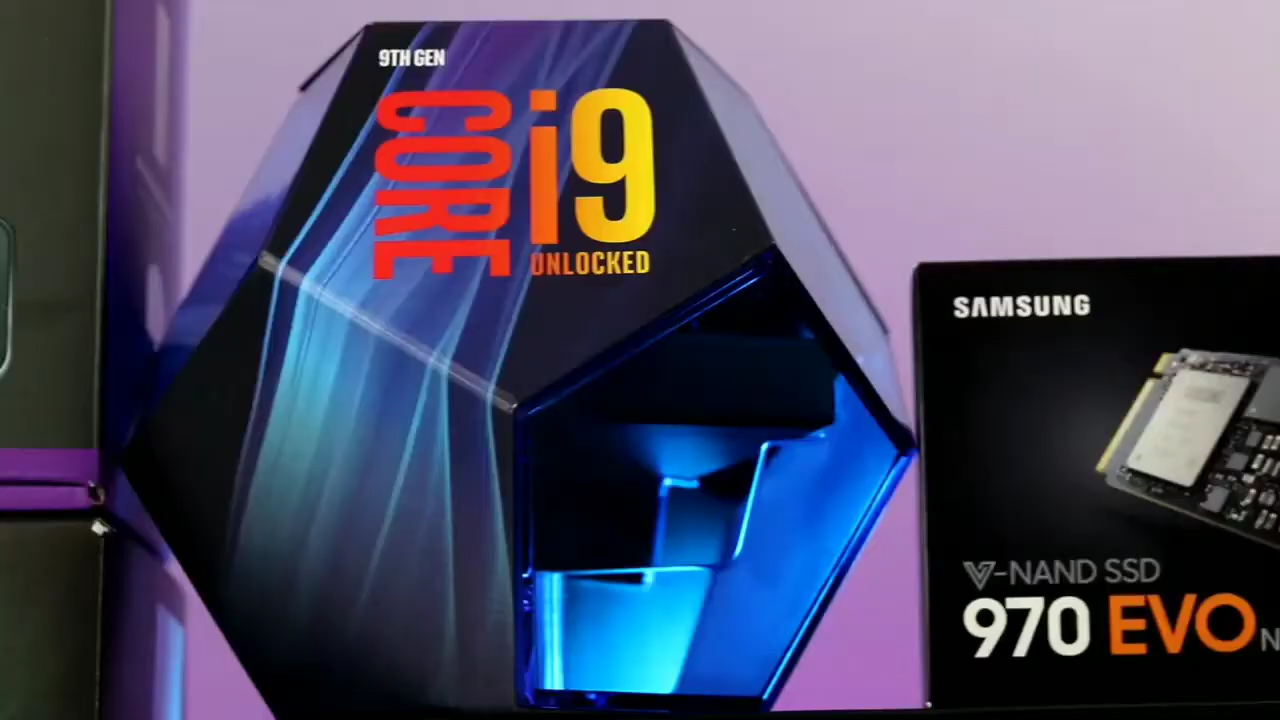 9TH GEN
CORE i9
UNLOCKED
SAMSUNG
V-NAND SSD
970 EVO